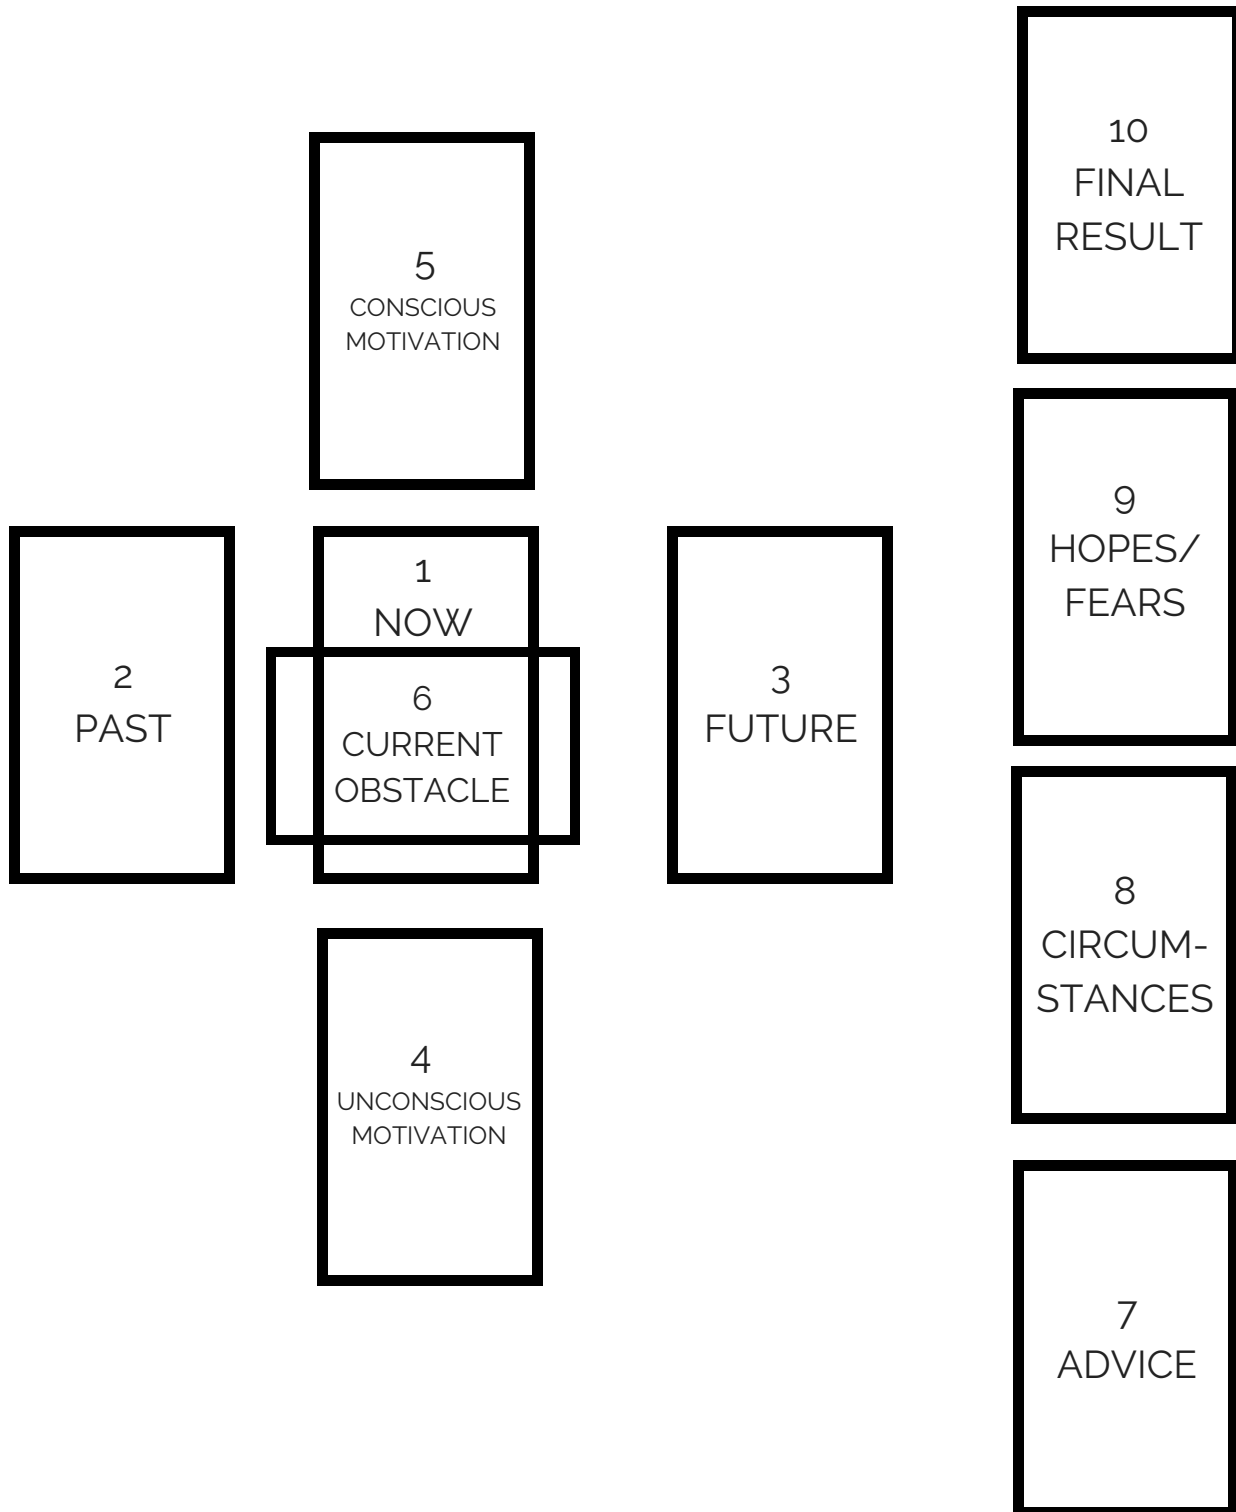 10
FINAL
RESULT
5
CONSCIOUS
MOTIVATION
9
HOPES/
FEARS
1
NOW
2
PAST
6
CURRENT
OBSTACLE
3
FUTURE
8
CIRCUM-
STANCES
4
UNCONSCIOUS
MOTIVATION
7
ADVICE